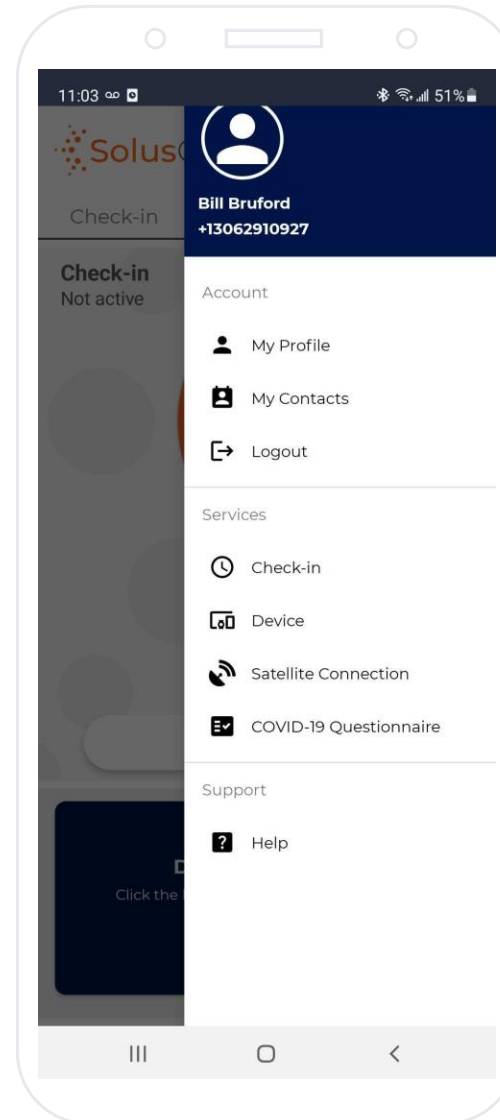 11:03
51%
Solus
Bill Bruford
+13062910927
Check-in
Check-in
Not active
Account
My Profile
My Contacts
Logout
Services
Check-in
Device
Satellite Connection
COVID-19 Questionnaire
Support
Help
Click the